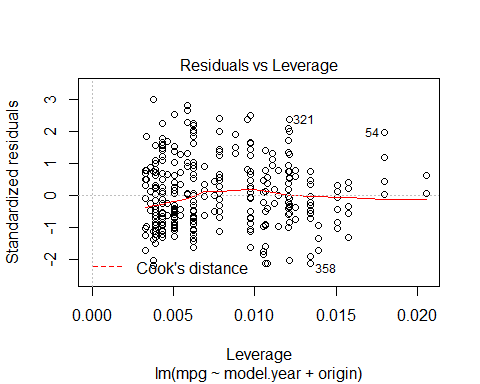 Residuals vs Leverage
Standardized residuals
3
2
1
0
-1
-2
321
54
358
Cook's distance
0.000
0.005
0.010
0.015
0.020
Leverage
lm(mpg ~ model.year + origin)